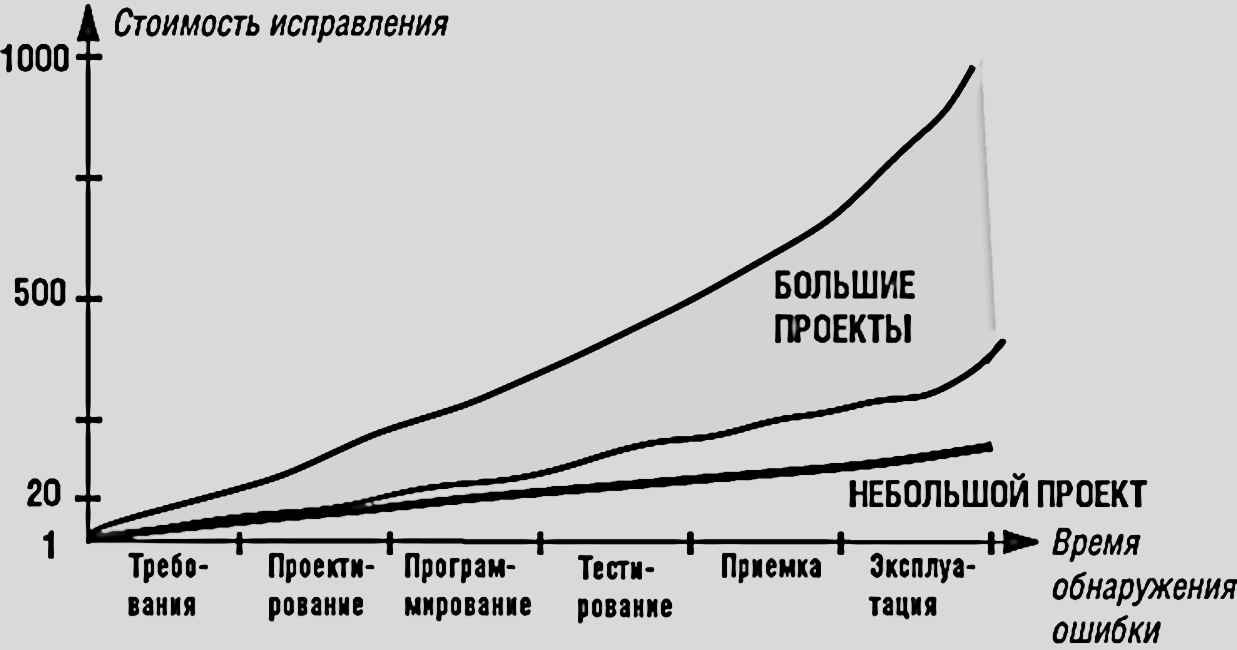 Стоимость исправления
1000
500
20
1
БОЛЬШИЕ
ПРОЕКТЫ
НЕБОЛЬШОЙ ПРОЕКТ
Требо-
вания
Проекти-
рование
Програм-
мирование
Тести-
рование
Приемка
Эксплуа-
тация
Время
обнаружения
ошибки